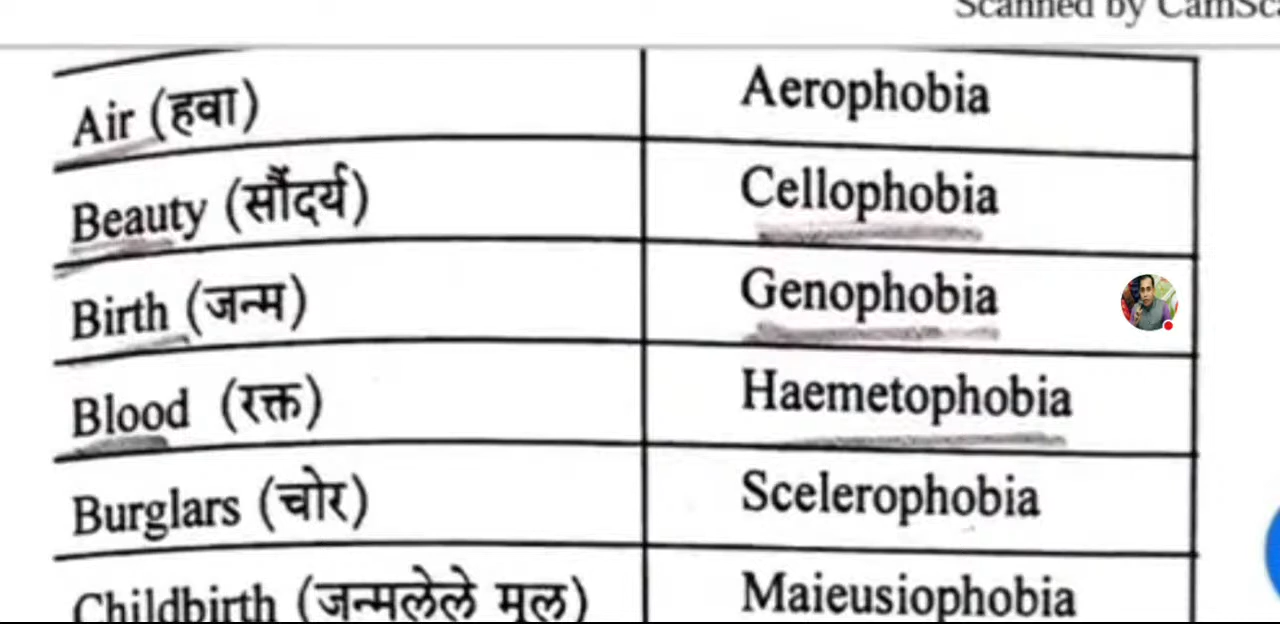 Scanned by CamSca
Air (हवा) Aerophobia
Beauty (सौंदर्य) Cellophobia
Birth (जन्म) Genophobia
Blood (रक्त) Haemetophobia
Burglars (चोर) Scelerophobia
Childbirth (जन्मलेले मूल) Maieusiophobia